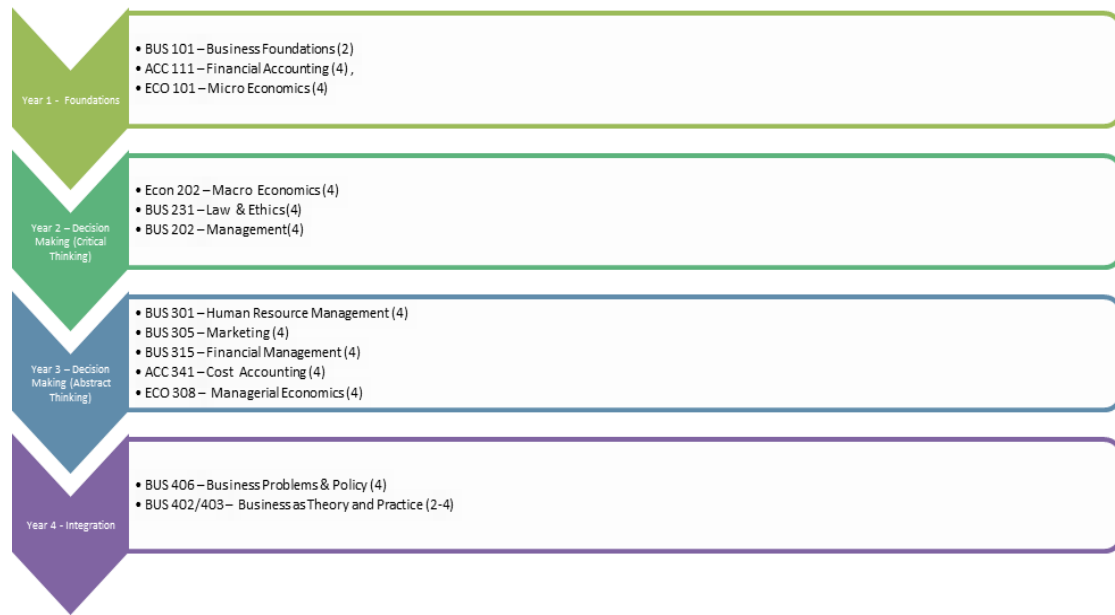 Year 1 - Foundations
• BUS 101 – Business Foundations (2)
• ACC 111 – Financial Accounting (4) ,
• ECO 101 – Micro Economics (4)
Year 2 – Decision
Making (Critical
Thinking)
• Econ 202 – Macro Economics (4)
• BUS 231 – Law & Ethics (4)
• BUS 202 – Management(4)
Year 3 – Decision
Making (Abstract
Thinking)
• BUS 301 – Human Resource Management (4)
• BUS 305 – Marketing (4)
• BUS 315 – Financial Management (4)
• ACC 341 – Cost Accounting (4)
• ECO 308 – Managerial Economics (4)
Year 4 - Integration
• BUS 406 – Business Problems & Policy (4)
• BUS 402/403 – Business as Theory and Practice (2-4)